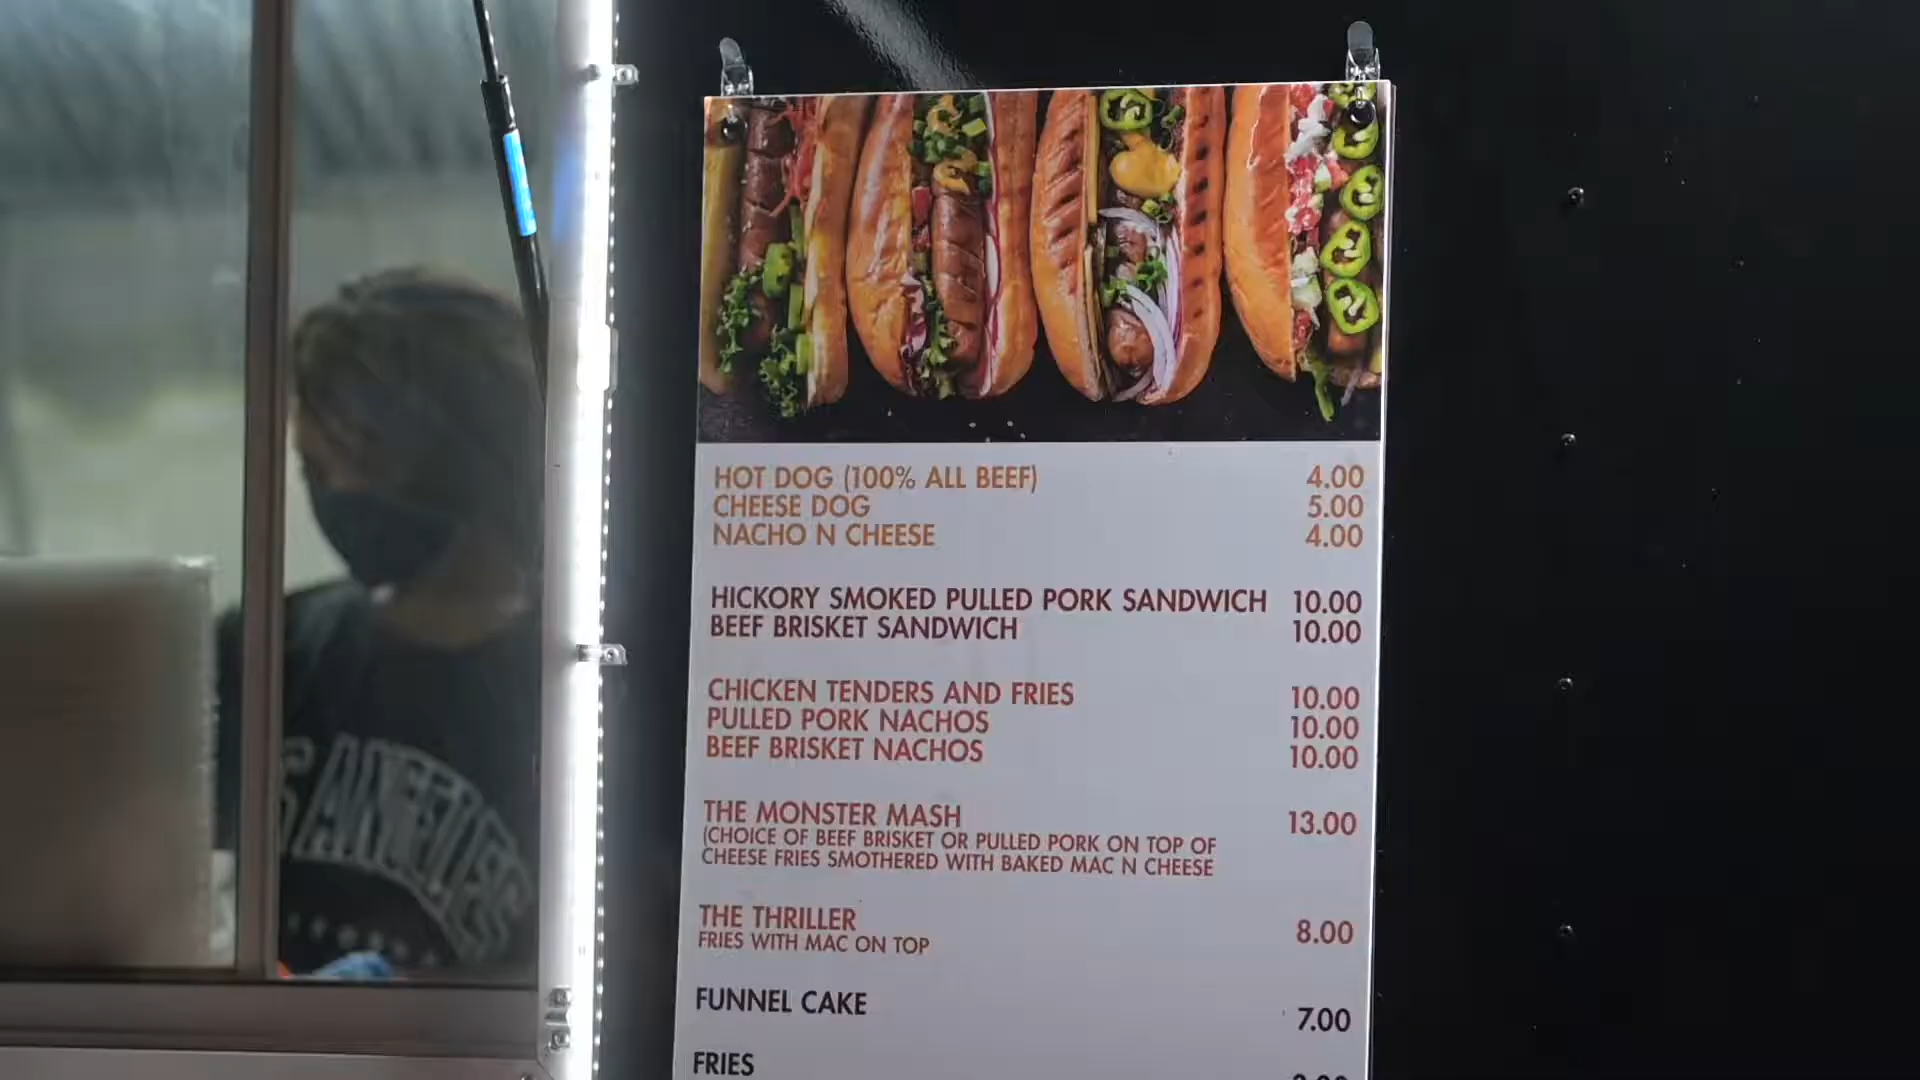 HOT DOG (100% ALL BEEF) 4.00
CHEESE DOG 5.00
NACHO N CHEESE 4.00
HICKORY SMOKED PULLED PORK SANDWICH 10.00
BEEF BRISKET SANDWICH 10.00
CHICKEN TENDERS AND FRIES 10.00
PULLED PORK NACHOS 10.00
BEEF BRISKET NACHOS 10.00
THE MONSTER MASH 13.00
(CHOICE OF BEEF BRISKET OR PULLED PORK ON TOP OF
CHEESE FRIES SMOTHERED WITH BAKED MAC N CHEESE
THE THRILLER 8.00
FRIES WITH MAC ON TOP
FUNNEL CAKE 7.00
FRIES
S ANGELES